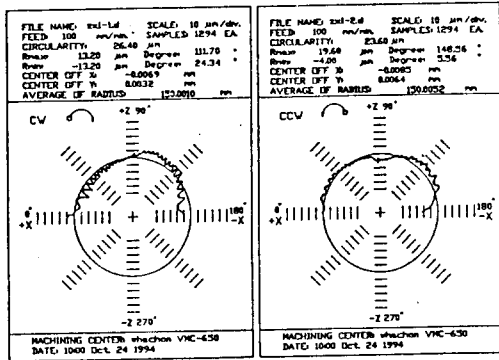 FILE NAME: zx1-1.d SCALE: 10 µm/div.
FEED: 100 mm/min. SAMPLES: 1294 EA.
CIRCULARITY: 26.40 µm
Rmax: 13.20 µm Degree: 111.70 °
Rmin: -13.20 µm Degree: 24.34 °
CENTER OFF X: -0.0069 mm
CENTER OFF Y: 0.0032 mm
AVERAGE OF RADIUS: 150.0010 mm
CW
+Z 90°
0°
+X
180°
-X
-Z 270°
MACHINING CENTER: whachon VMC-650
DATE: 10:00 Oct. 24 1994
FILE NAME: zx1-2.d SCALE: 10 µm/div.
FEED: 100 mm/min. SAMPLES: 1294 EA.
CIRCULARITY: 23.60 µm
Rmax: 19.60 µm Degree: 148.56 °
Rmin: -4.00 µm Degree: 5.56 °
CENTER OFF X: -0.0085 mm
CENTER OFF Y: 0.0064 mm
AVERAGE OF RADIUS: 150.0052 mm
CCW
+Z 90°
0°
+X
180°
-X
-Z 270°
MACHINING CENTER: whachon VMC-650
DATE: 10:00 Oct. 24 1994